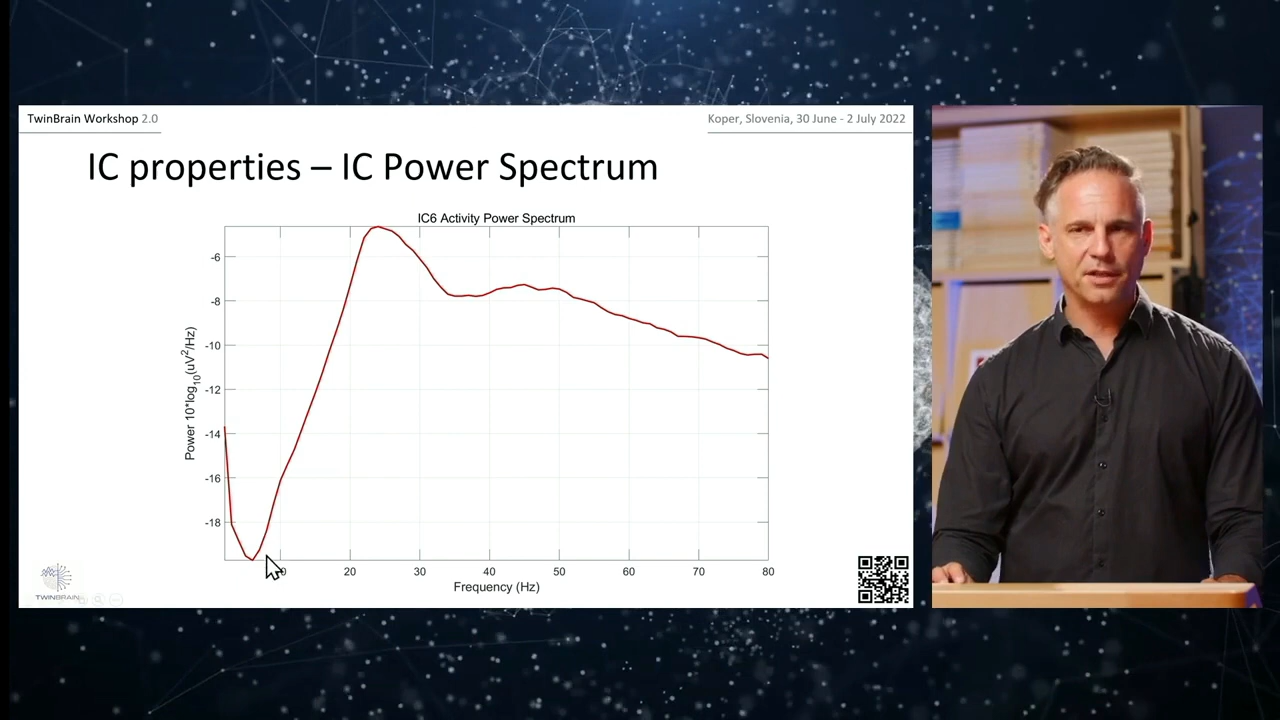 TwinBrain Workshop 2.0
Koper, Slovenia, 30 June - 2 July 2022
IC properties – IC Power Spectrum
IC6 Activity Power Spectrum
Power 10*log10(uV2/Hz)
-6
-8
-10
-12
-14
-16
-18
20
30
40
50
60
70
80
Frequency (Hz)
TWINBRAIN